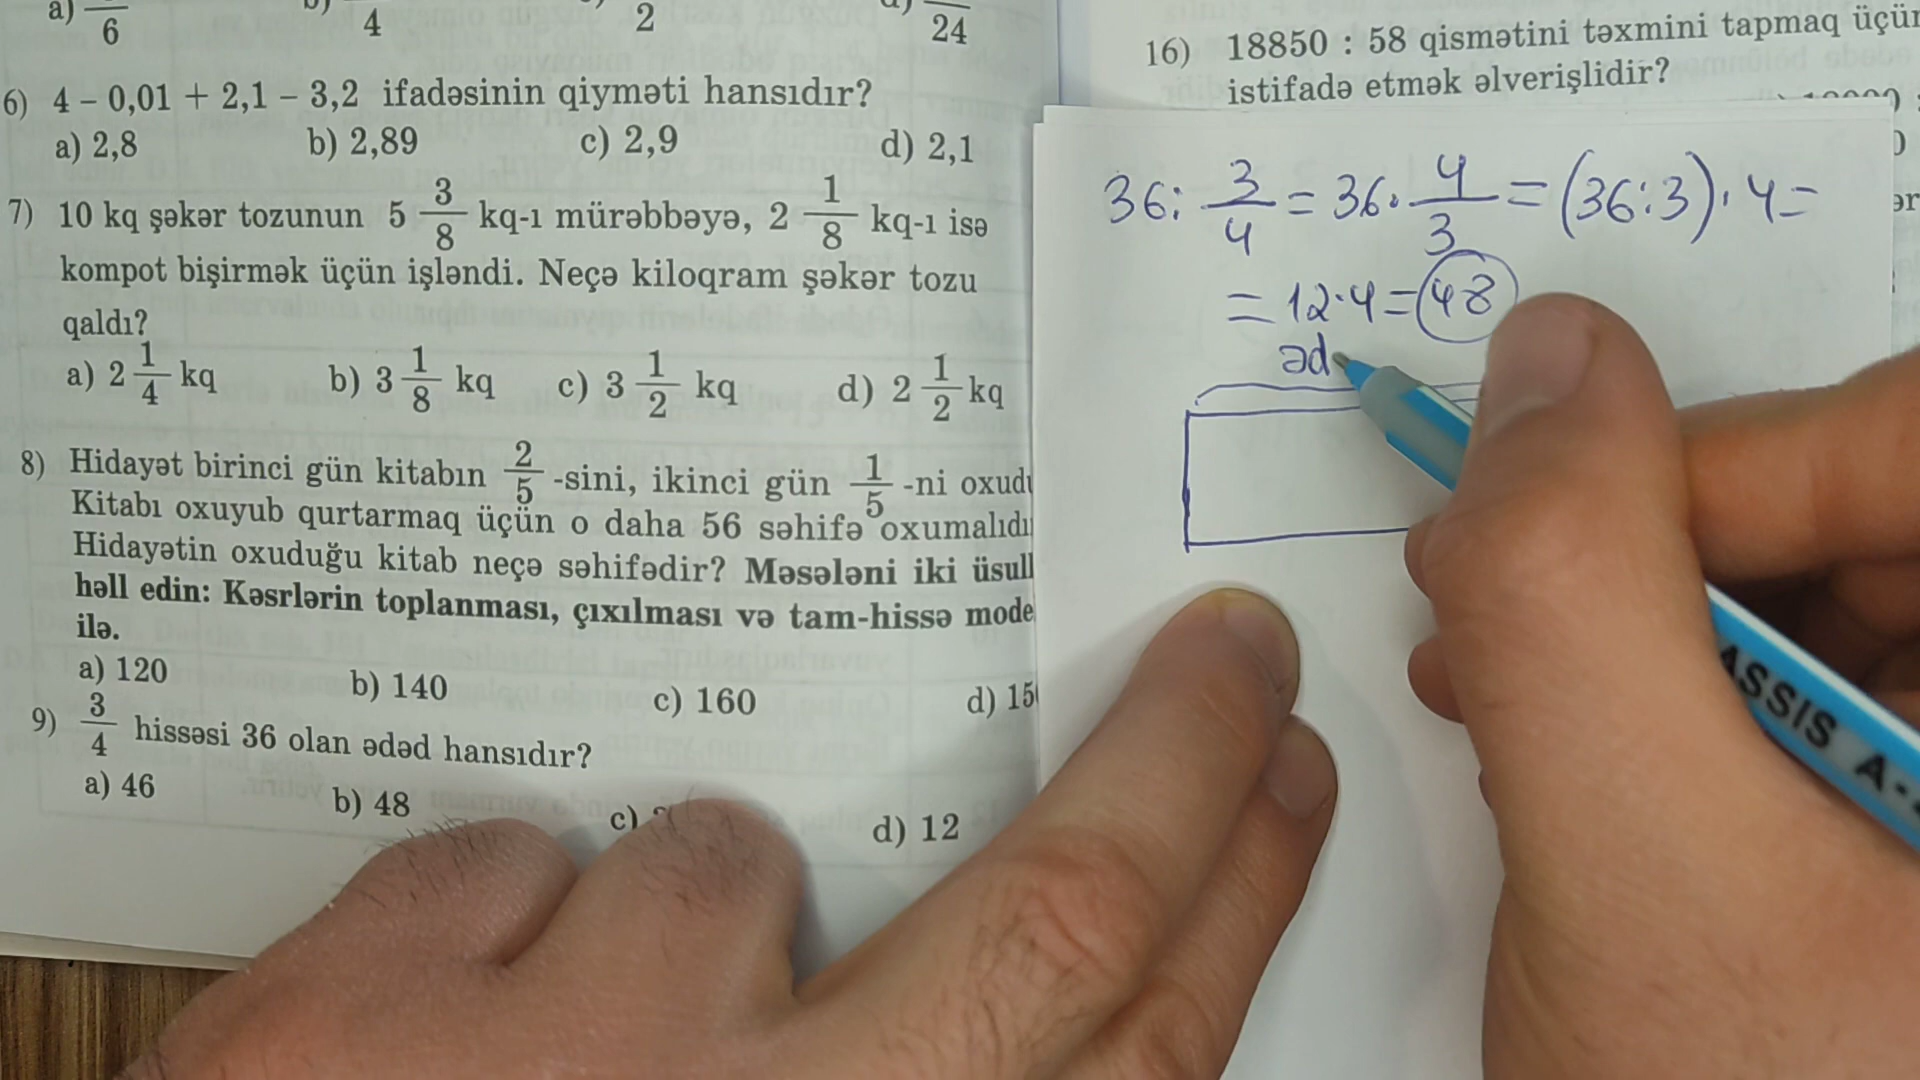 a) 6 b) 4 2 d) 24
6) 4 – 0,01 + 2,1 – 3,2 ifadəsinin qiyməti hansıdır?
a) 2,8 b) 2,89 c) 2,9 d) 2,1
7) 10 kq şəkər tozunun 5 3/8 kq-ı mürəbbəyə, 2 1/8 kq-ı isə
kompot bişirmək üçün işləndi. Neçə kiloqram şəkər tozu
qaldı?
a) 2 1/4 kq b) 3 1/8 kq c) 3 1/2 kq d) 2 1/2 kq
8) Hidayət birinci gün kitabın 2/5 -sini, ikinci gün 1/5 -ni oxudu
Kitabı oxuyub qurtarmaq üçün o daha 56 səhifə oxumalıdı
Hidayətin oxuduğu kitab neçə səhifədir? Məsələni iki üsull
həll edin: Kəsrlərin toplanması, çıxılması və tam-hissə mode
ilə.
a) 120 b) 140 c) 160 d) 15
9) 3/4 hissəsi 36 olan ədəd hansıdır?
a) 46 b) 48 c) d) 12
16) 18850 : 58 qismətini təxmini tapmaq üçün
istifadə etmək əlverişlidir?
36 : 3/4 = 36 · 4/3 = (36:3) · 4 =
= 12 · 4 = 48
əd
ASSIS A